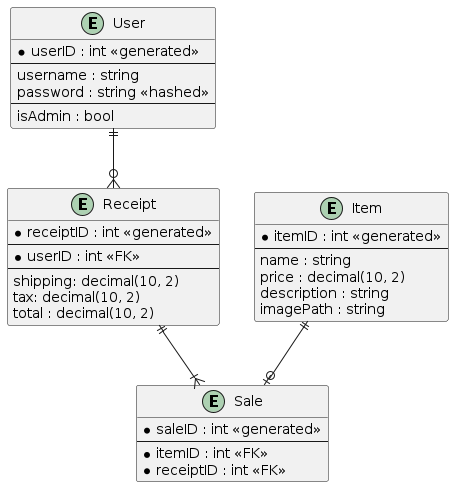 E User
* userID : int «generated»
username : string
password : string «hashed»
isAdmin : bool
E Receipt
* receiptID : int «generated»
* userID : int «FK»
shipping: decimal(10, 2)
tax: decimal(10, 2)
total : decimal(10, 2)
E Item
* itemID : int «generated»
name : string
price : decimal(10, 2)
description : string
imagePath : string
E Sale
* saleID : int «generated»
* itemID : int «FK»
* receiptID : int «FK»